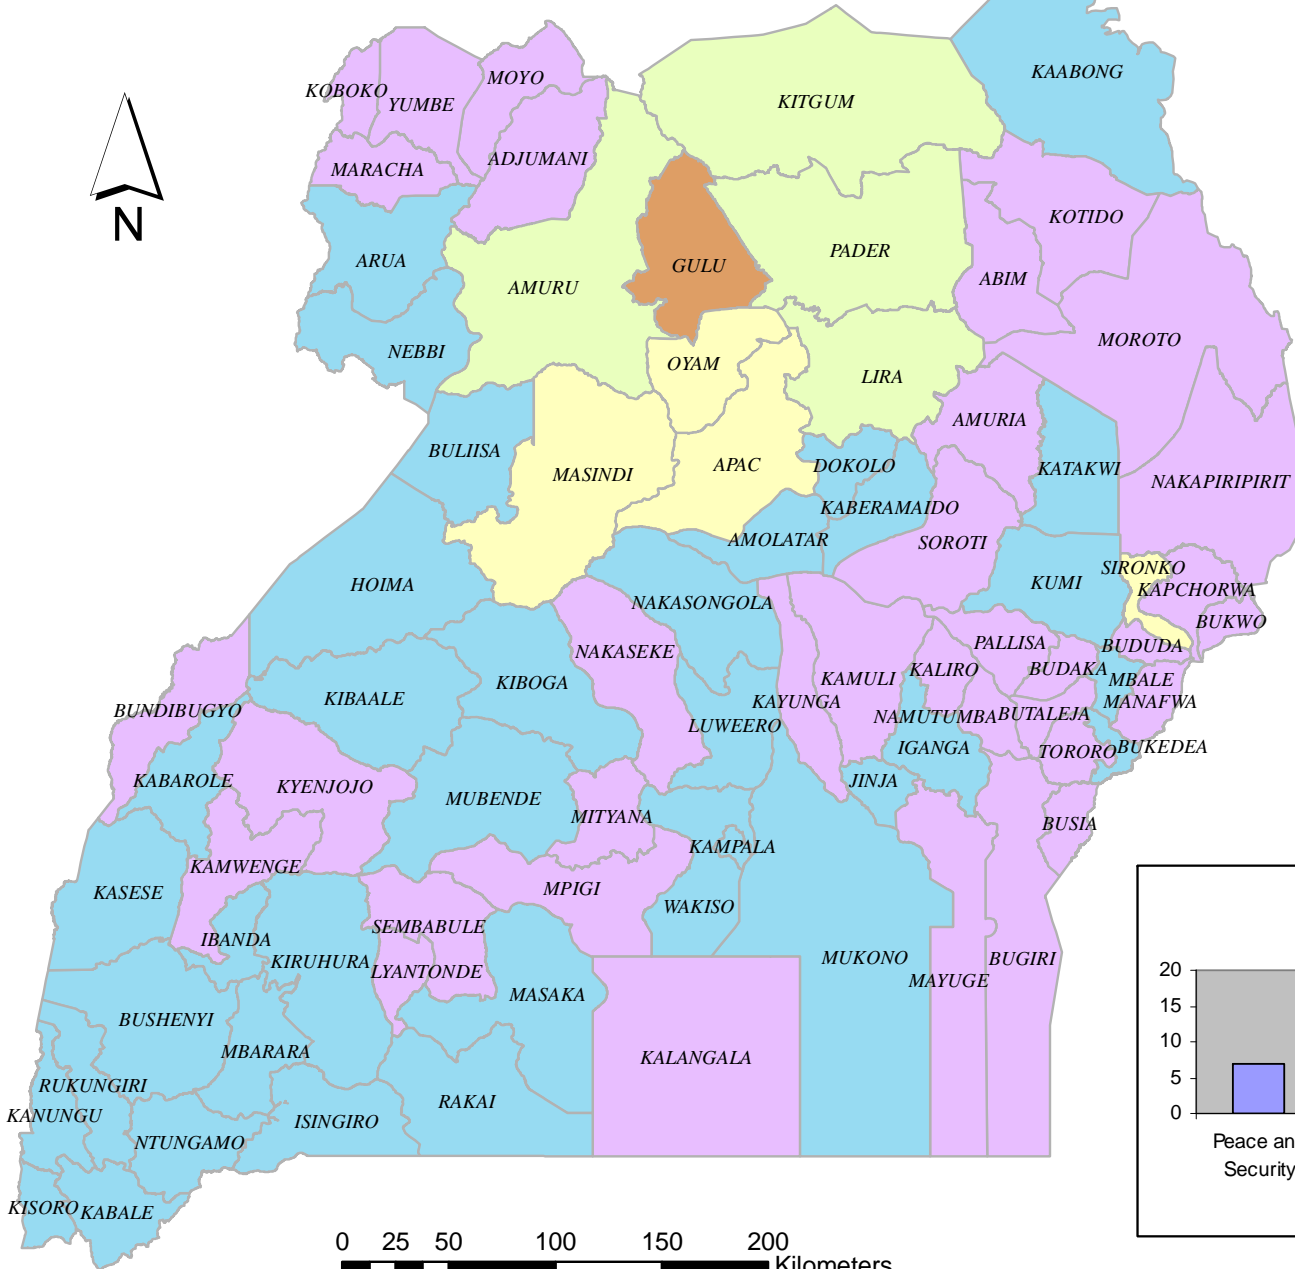 KAABONG
MOYO
KOBOKO
YUMBE
KITGUM
ADJUMANI
MARACHA
N
KOTIDO
PADER
ARUA
GULU
ABIM
AMURU
MOROTO
NEBBI
OYAM
LIRA
AMURIA
BULIISA
MASINDI
APAC
DOKOLO
KATAKWI
NAKAPIRIPIRIT
KABERAMAIDO
AMOLATAR
SOROTI
SIRONKO
HOIMA
KUMI
KAPCHORWA
NAKASONGOLA
BUKWO
PALLISA
BUDUDA
NAKASEKE
KALIRO
BUDAKA
KAMULI
MBALE
KIBOGA
KIBAALE
KAYUNGA
MANAFWA
BUNDIBUGYO
NAMUTUMBA
BUTALEJA
LUWEERO
IGANGA
TORORO
BUKEDEA
KABAROLE
JINJA
KYENJOJO
MUBENDE
MITYANA
BUSIA
KAMPALA
KAMWENGE
MPIGI
KASESE
WAKISO
SEMBABULE
IBANDA
MUKONO
BUGIRI
KIRUHURA
LYANTONDE
MAYUGE
MASAKA
BUSHENYI
MBARARA
KALANGALA
RUKUNGIRI
RAKAI
KANUNGU
ISINGIRO
NTUNGAMO
KISORO
KABALE
20
15
10
5
0
Peace an
Security
0 25 50 100 150 200
Kilometers